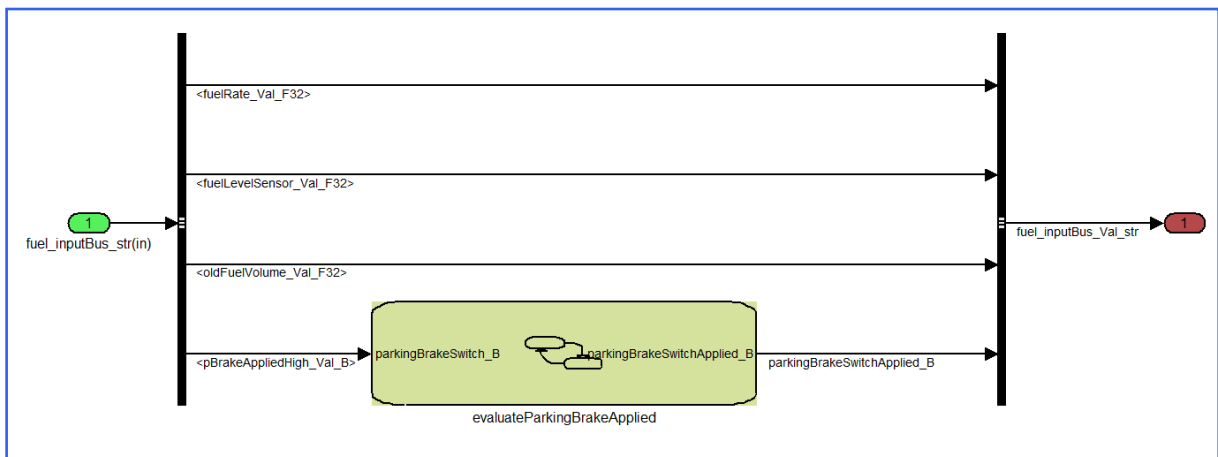 <fuelRate_Val_F32>
<fuelLevelSensor_Val_F32>
1
fuel_inputBus_str(in)
1
fuel_inputBus_Val_str
<oldFuelVolume_Val_F32>
<pBrakeAppliedHigh_Val_B>
parkingBrakeSwitch_B
parkingBrakeSwitchApplied_B
parkingBrakeSwitchApplied_B
evaluateParkingBrakeApplied